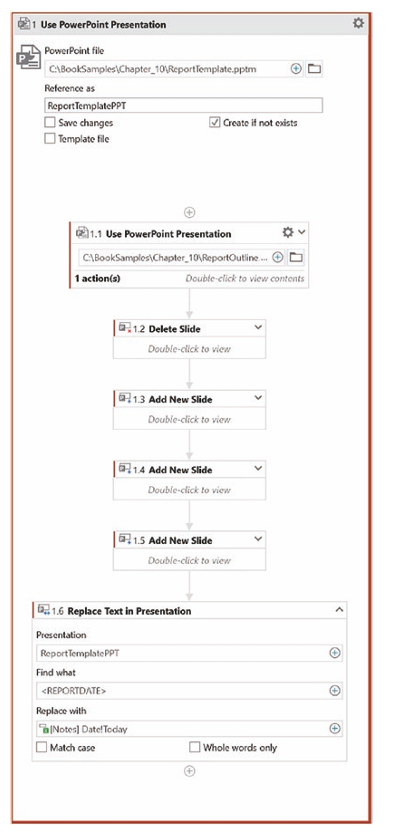 1 Use PowerPoint Presentation
PowerPoint file
C:\BookSamples\Chapter_10\ReportTemplate.pptm
Reference as
ReportTemplatePPT
Save changes
Create if not exists
Template file
1.1 Use PowerPoint Presentation
C:\BookSamples\Chapter_10\ReportOutline....
1 action(s) Double-click to view contents
1.2 Delete Slide
Double-click to view
1.3 Add New Slide
Double-click to view
1.4 Add New Slide
Double-click to view
1.5 Add New Slide
Double-click to view
1.6 Replace Text in Presentation
Presentation
ReportTemplatePPT
Find what
<REPORTDATE>
Replace with
[Notes] Date!Today
Match case
Whole words only